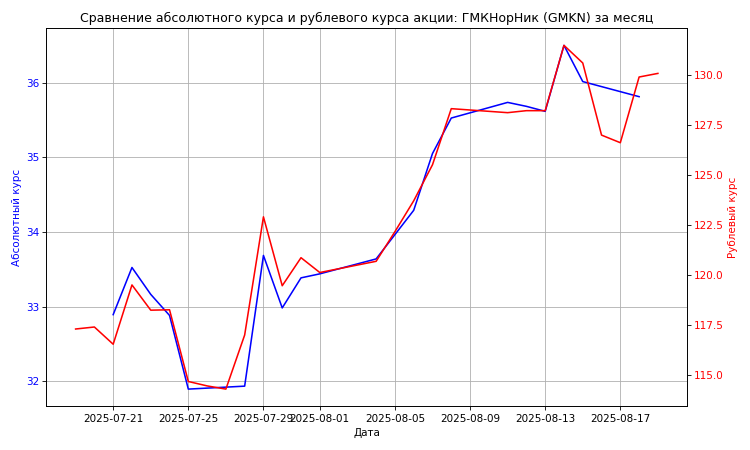 Сравнение абсолютного курса и рублевого курса акции: ГМКНорНик (GMKN) за месяц
36
35
34
33
32
Абсолютный курс
130.0
127.5
125.0
122.5
120.0
117.5
115.0
Рублевый курс
2025-07-21 2025-07-25 2025-07-29 2025-08-01 2025-08-05 2025-08-09 2025-08-13 2025-08-17
Дата